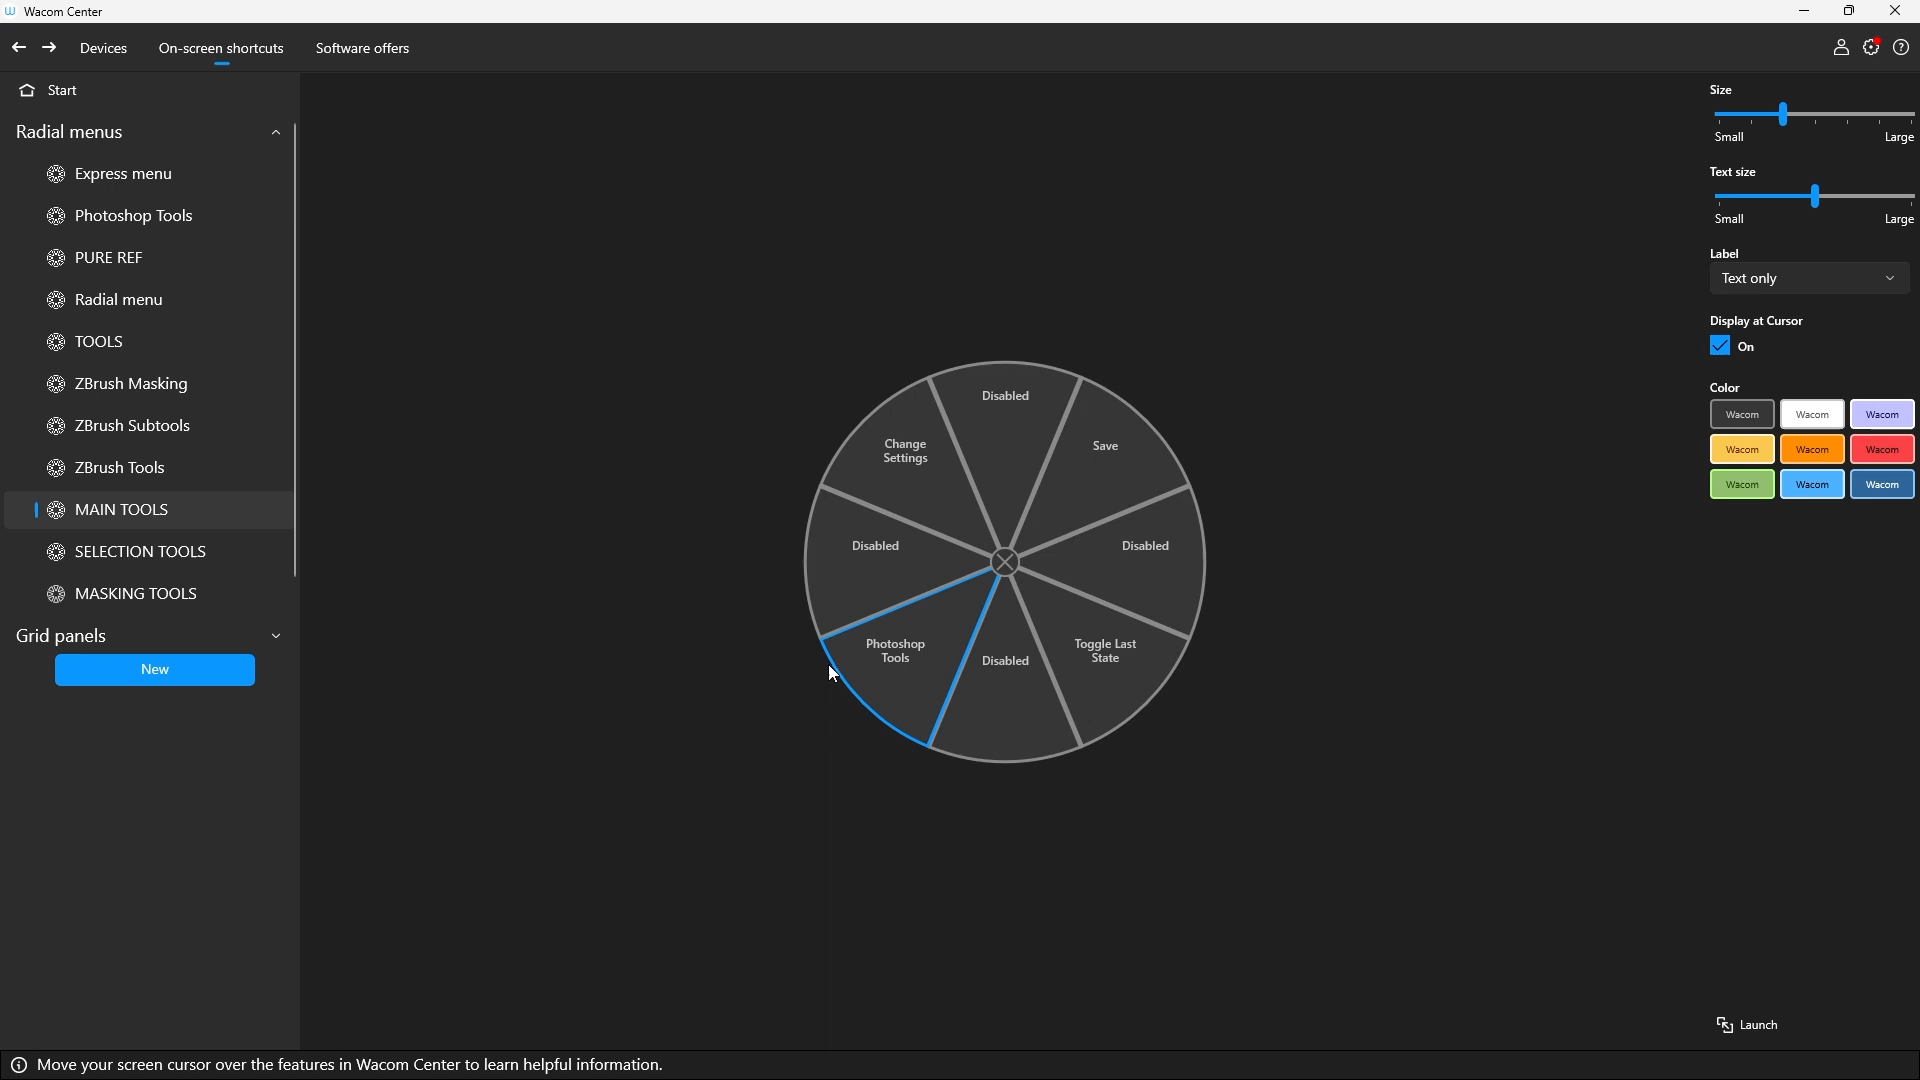 Wacom Center
Devices
On-screen shortcuts
Software offers
Start
Radial menus
Express menu
Photoshop Tools
PURE REF
Radial menu
TOOLS
ZBrush Masking
ZBrush Subtools
ZBrush Tools
MAIN TOOLS
SELECTION TOOLS
MASKING TOOLS
Grid panels
New
Disabled
Change
Settings
Save
Disabled
Disabled
Photoshop
Tools
Disabled
Toggle Last
State
Size
Small Large
Text size
Small Large
Label
Text only
Display at Cursor
On
Color
Wacom Wacom Wacom
Wacom Wacom Wacom
Wacom Wacom Wacom
Launch
Move your screen cursor over the features in Wacom Center to learn helpful information.